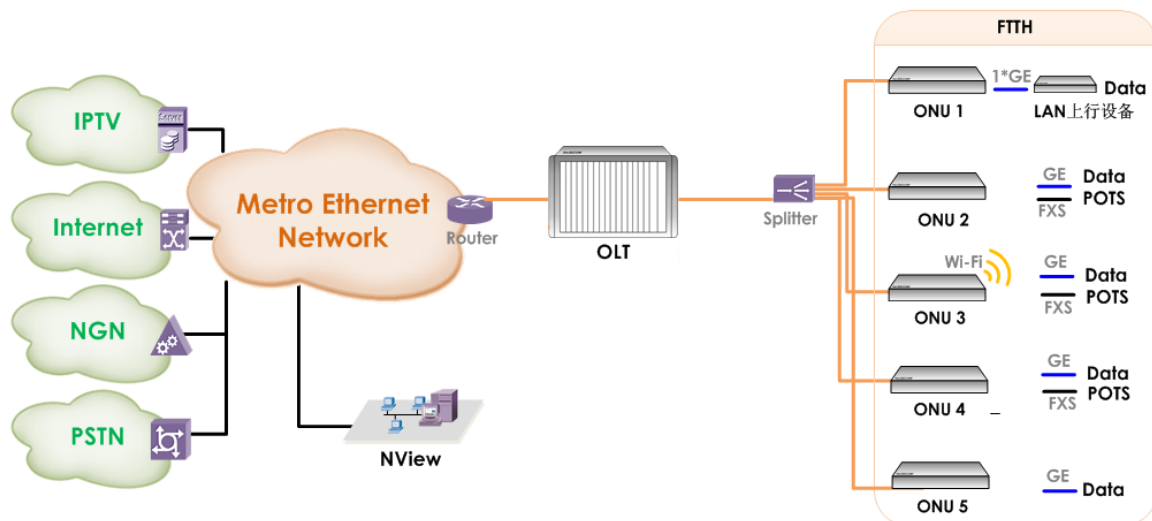 FTTH
IPTV
Server
Internet
NGN
PSTN
Metro Ethernet
Network
Router
NView
OLT
Splitter
ONU 1
1*GE
Data
LAN上行设备
ONU 2
GE
Data
POTS
FXS
Wi-Fi
ONU 3
GE
Data
POTS
FXS
ONU 4
GE
Data
POTS
FXS
ONU 5
GE
Data